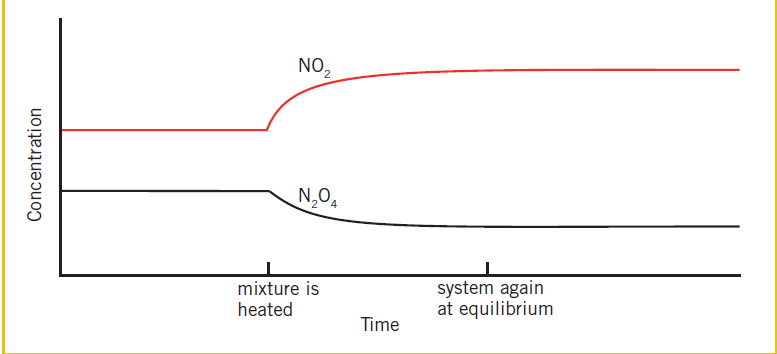 NO₂
Concentration
N₂O₄
mixture is
heated
system again
at equilibrium
Time